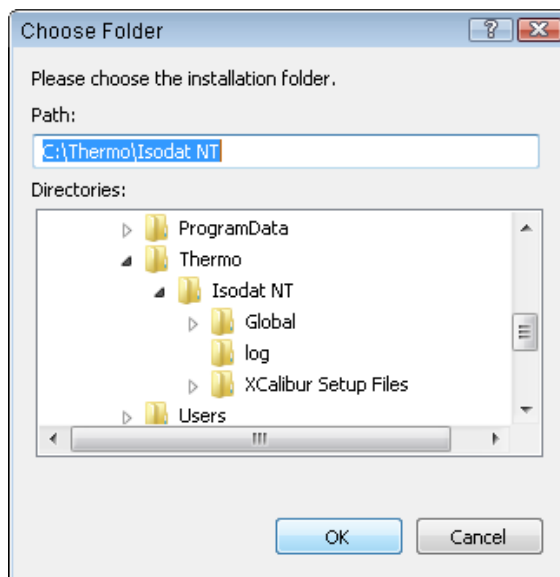 Choose Folder
Please choose the installation folder.
Path:
C:\Thermo\Isodat NT
Directories:
ProgramData
Thermo
Isodat NT
Global
log
XCalibur Setup Files
Users
OK Cancel